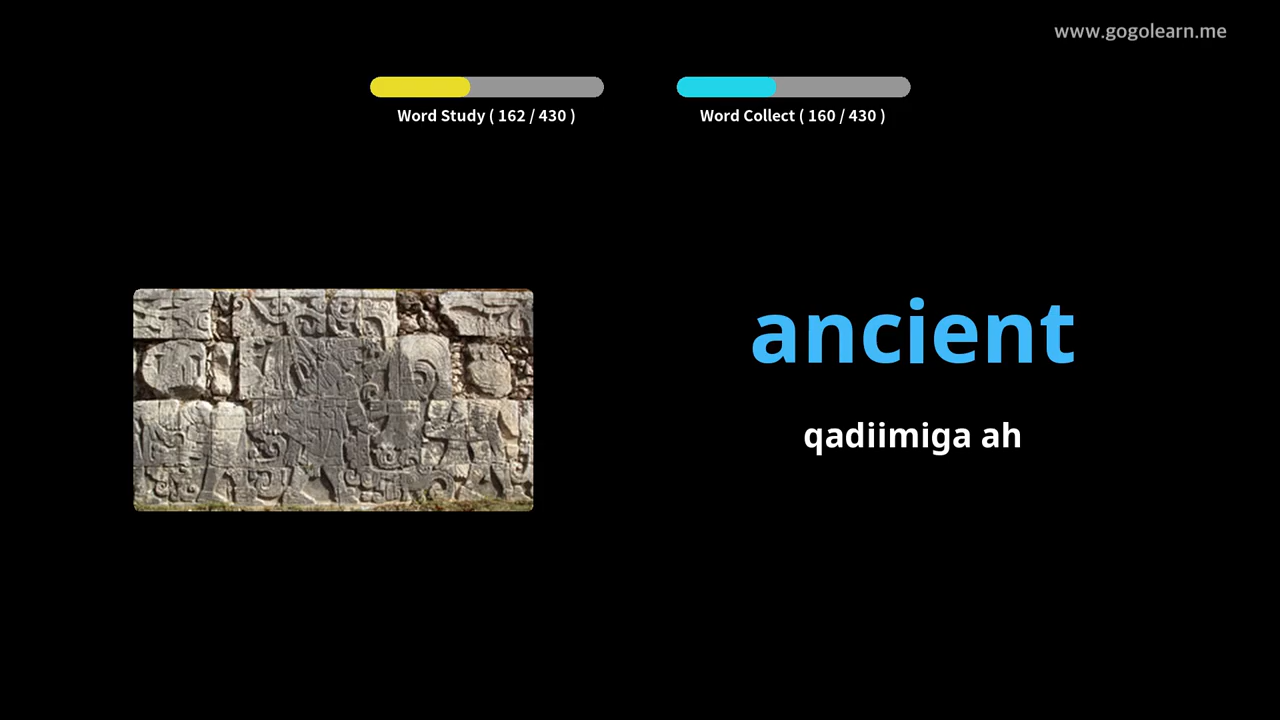 www.gogolearn.me
Word Study ( 162 / 430 )
Word Collect ( 160 / 430 )
ancient
qadiimiga ah